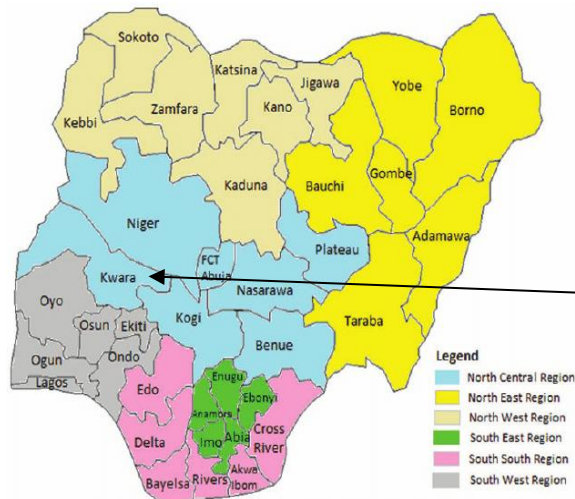 Sokoto
Katsina
Jigawa
Yobe
Borno
Zamfara
Kano
Kebbi
Kaduna
Bauchi
Gombe
Niger
Adamawa
FCT
Abuja
Plateau
Kwara
Nasarawa
Taraba
Oyo
Kogi
Osun
Ekiti
Benue
Ogun
Ondo
Lagos
Edo
Enugu
Ebonyi
Anamora
Delta
Imo
Abia
Cross
River
Bayelsa
Rivers
Akwa
Ibom
Legend
North Central Region
North East Region
North West Region
South East Region
South South Region
South West Region